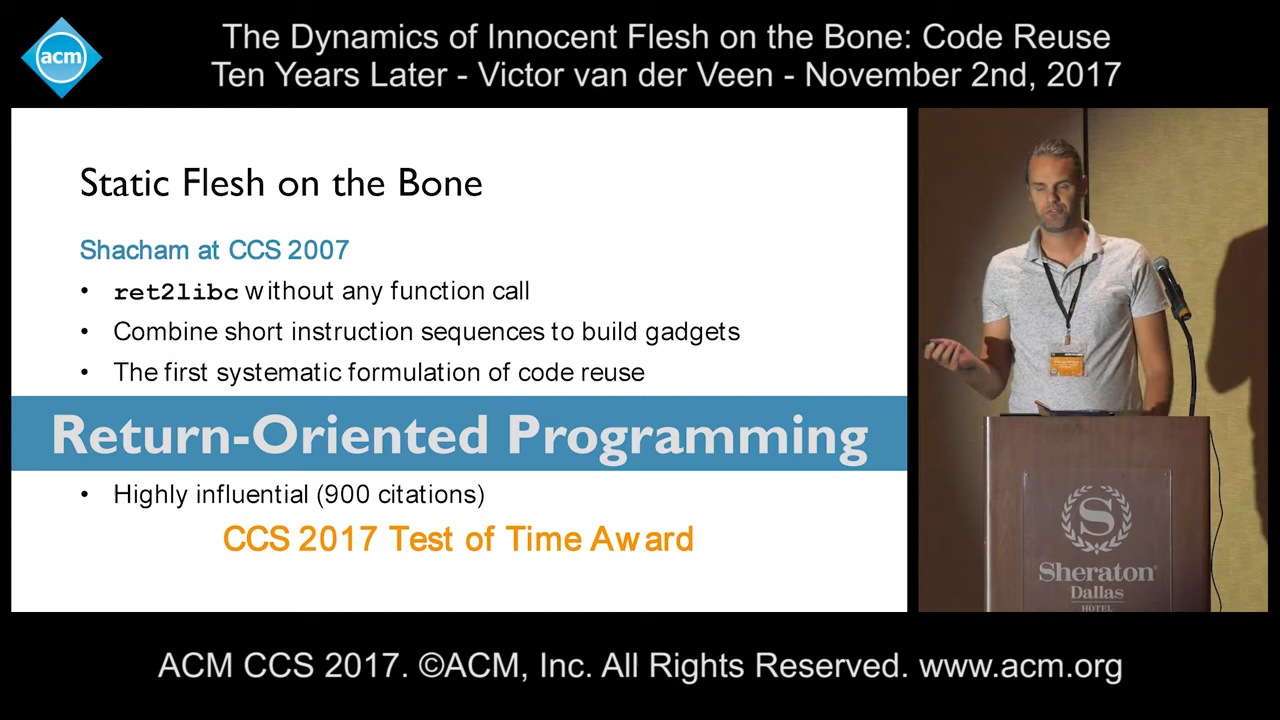 acm
The Dynamics of Innocent Flesh on the Bone: Code Reuse
Ten Years Later - Victor van der Veen - November 2nd, 2017
Static Flesh on the Bone
Shacham at CCS 2007
• ret2libc without any function call
• Combine short instruction sequences to build gadgets
• The first systematic formulation of code reuse
Return-Oriented Programming
• Highly influential (900 citations)
CCS 2017 Test of Time Award
S
Sheraton®
Dallas
HOTEL
ACM CCS 2017. ©ACM, Inc. All Rights Reserved. www.acm.org